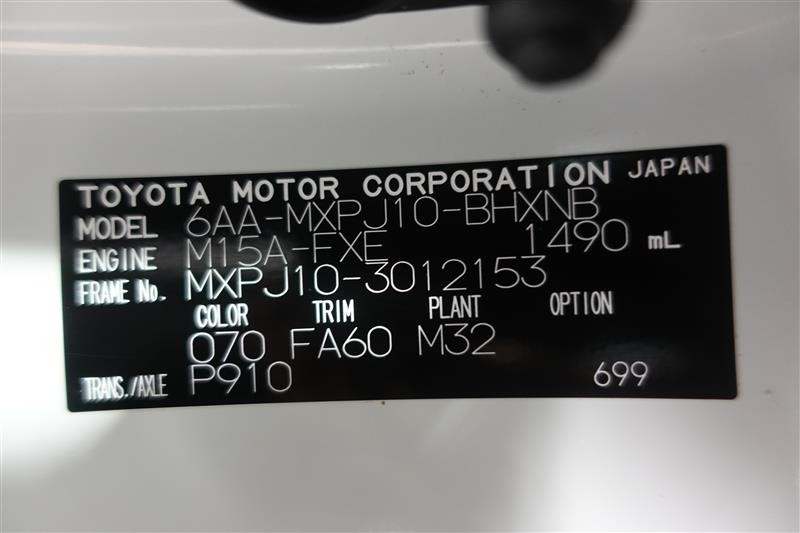 TOYOTA MOTOR CORPORATION JAPAN
MODEL 6AA-MXPJ10-BHXNB
ENGINE M15A-FXE 1490 mL
FRAME No. MXPJ10-3012153
COLOR TRIM PLANT OPTION
070 FA60 M32
TRANS./AXLE P910 699